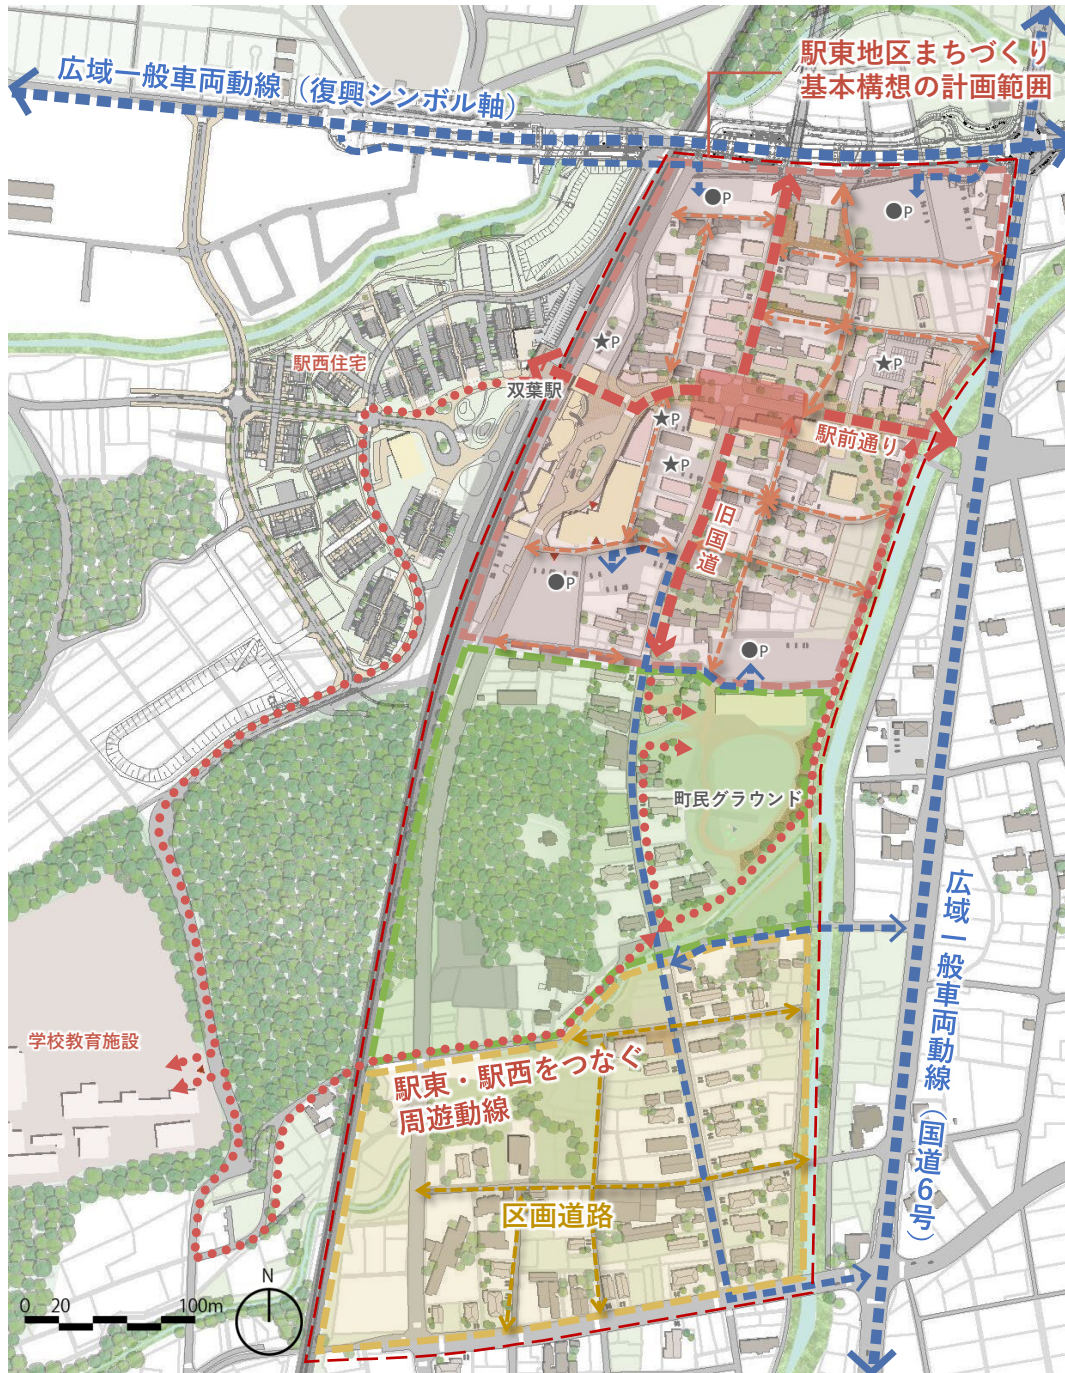 広域一般車両動線（復興シンボル軸）
駅東地区まちづくり
基本構想の計画範囲
●P
●P
★P
★P
駅西住宅
双葉駅
★P
駅前通り
★P
旧国道
●P
●P
町民グラウンド
広域一般車両動線（国道6号）
学校教育施設
駅東・駅西をつなぐ
周遊動線
区画道路
N
0 20 100m